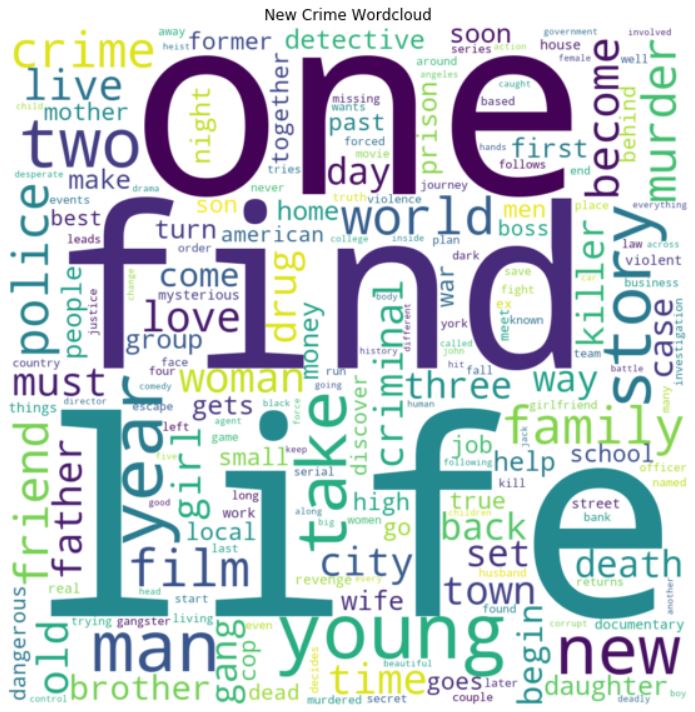 New Crime Wordcloud
away
former
detective
soon
government
involved
crime
heist
one
series
action
house
female
well
live
child
night
together
missing
wants
around
angeles
caught
based
become
behind
murder
mother
past
prison
hands
first
two
forced
movie
day
follows
end
desperate
drama
tries
make
never
truth
violence
journey
place
everything
events
son
men
best
turn
home
world
boss
police
leads
american
college
inside
plan
law
across
story
order
find
dark
violent
people
justice
change
come
drug
body
war
save
fight
car
killer
business
case
investigation
mysterious
love
ex
meet
unknown
money
different
york
country
group
history
called
john
team
face
run
hit
fall
battle
must
four
woman
going
criminal
three
way
many
things
comedy
director
year
escape
gets
black
take
discover
human
girlfriend
family
friend
father
left
agent
force
girl
game
small
keep
job
jack
school
five
serial
following
help
officer
kill
named
good
long
high
true
street
work
along
life
local
big
women
go
children
back
bank
last
city
set
death
film
revenge
every
husband
real
head
start
wife
town
returns
another
dangerous
old
trying
gangster
living
found
corrupt
documentary
man
gang
cop
even
young
begin
new
decides
beautiful
brother
dead
time
goes
later
daughter
control
murdered
secret
couple
deadly
boy